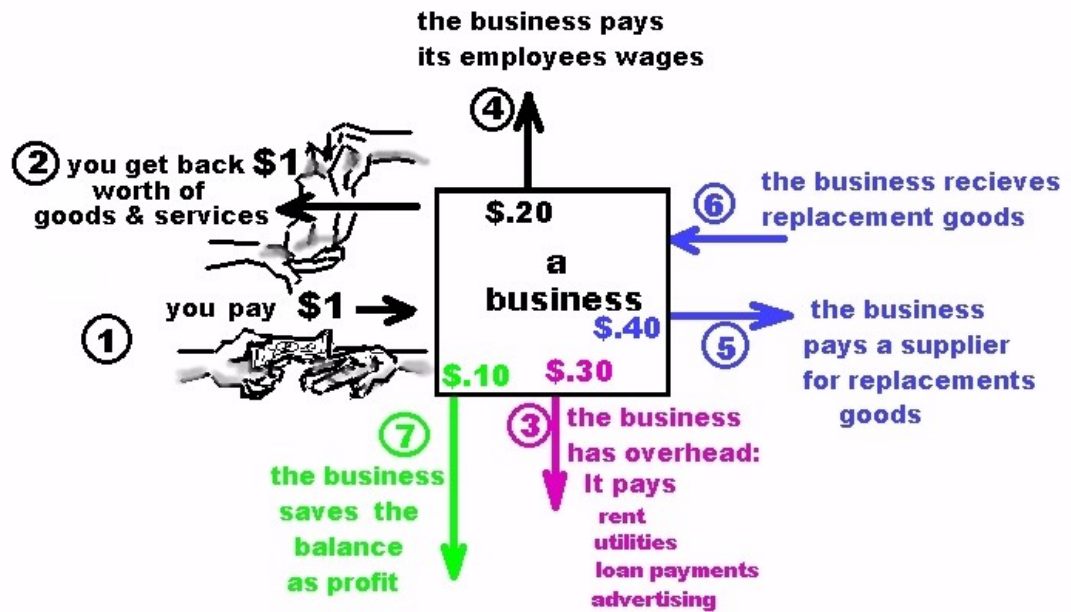 the business pays
its employees wages
4
2 you get back $1
worth of
goods & services
$.20
6
the business recieves
replacement goods
a
business
you pay $1
1
$.40
5
the business
pays a supplier
for replacements
goods
$.10
$.30
7
the business
saves the
balance
as profit
3
the business
has overhead:
It pays
rent
utilities
loan payments
advertising